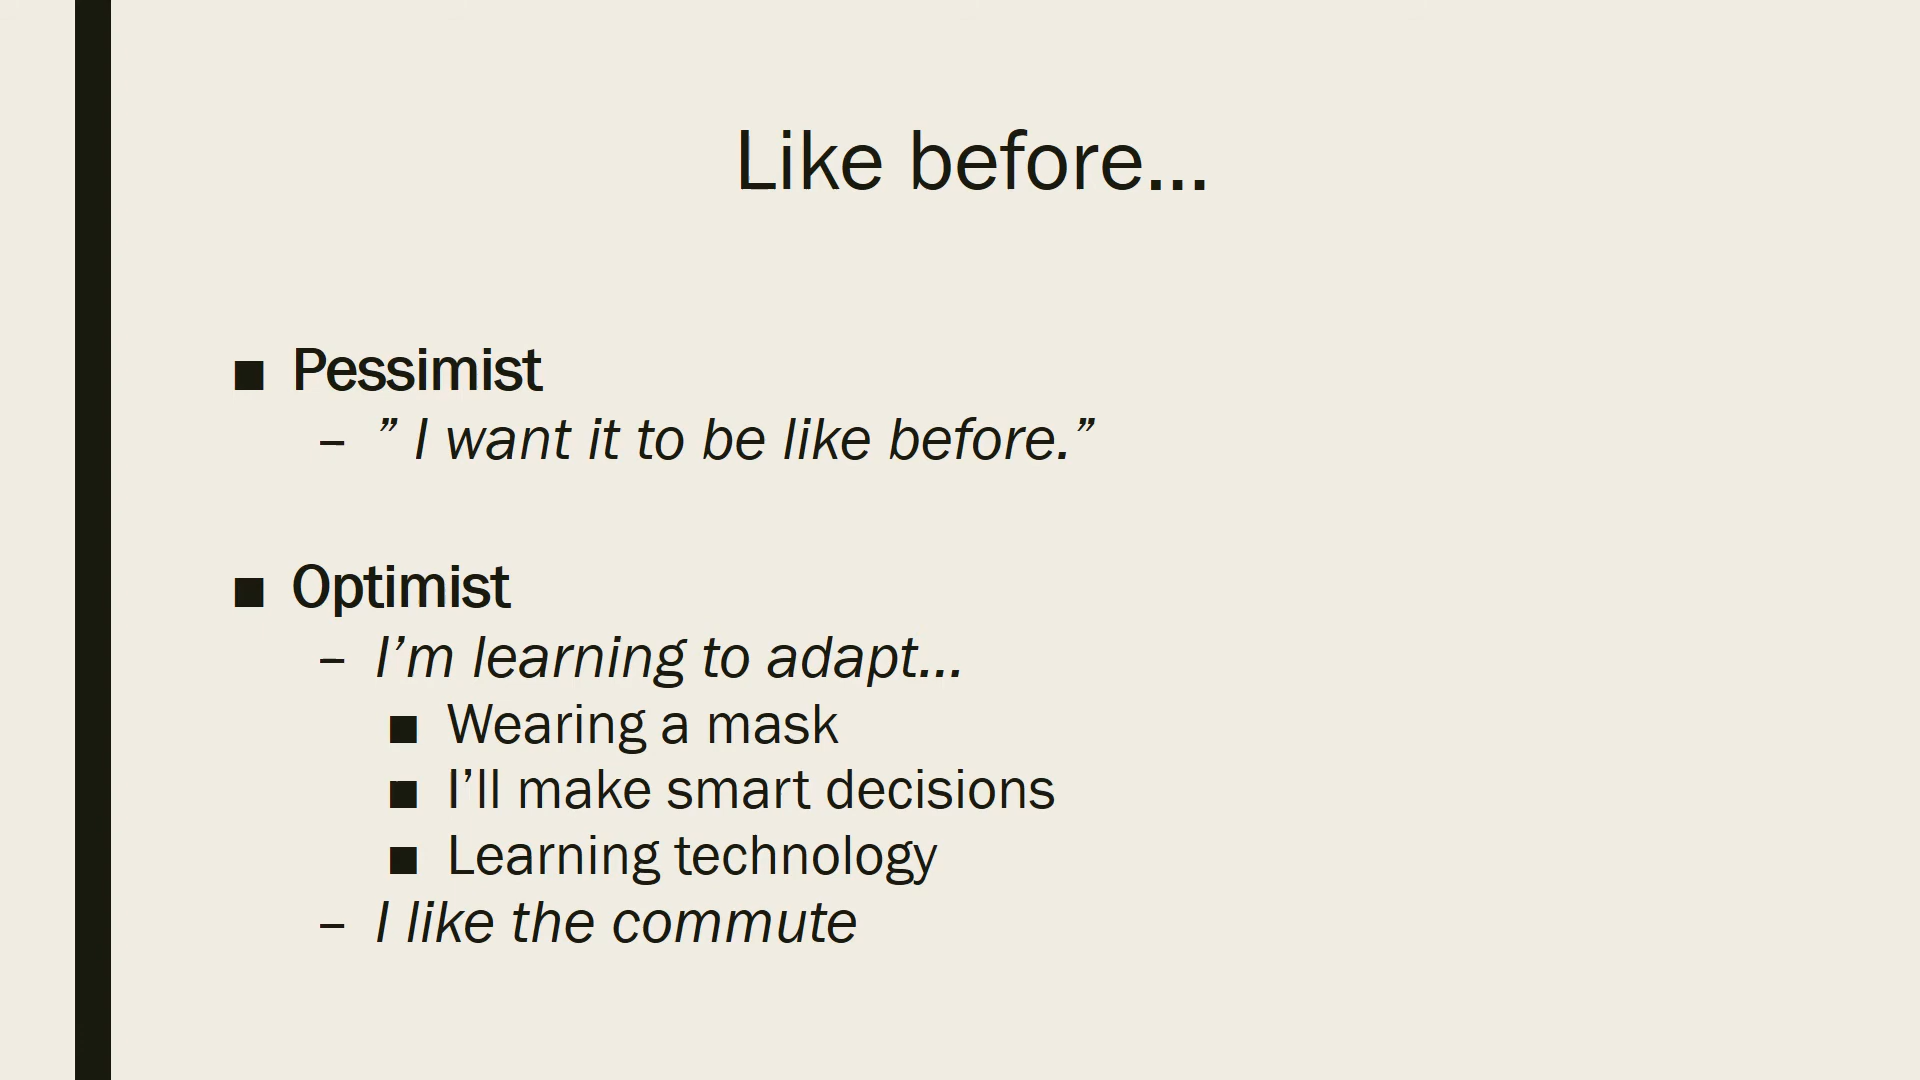 Like before...
■ Pessimist
– ” I want it to be like before.”
■ Optimist
– I’m learning to adapt...
■ Wearing a mask
■ I’ll make smart decisions
■ Learning technology
– I like the commute